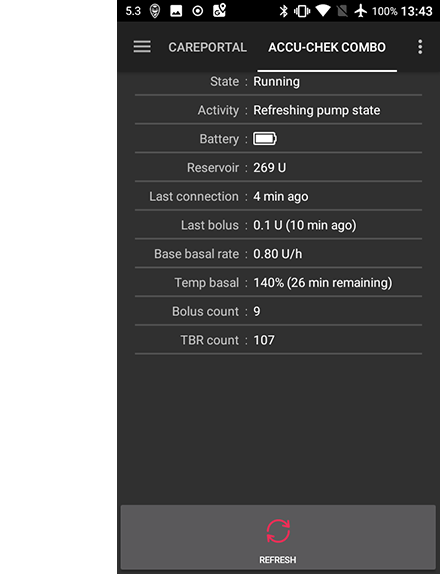 5.3 100% 13:43
CAREPORTAL ACCU-CHEK COMBO
State : Running
Activity : Refreshing pump state
Battery :
Reservoir : 269 U
Last connection : 4 min ago
Last bolus : 0.1 U (10 min ago)
Base basal rate : 0.80 U/h
Temp basal : 140% (26 min remaining)
Bolus count : 9
TBR count : 107
REFRESH